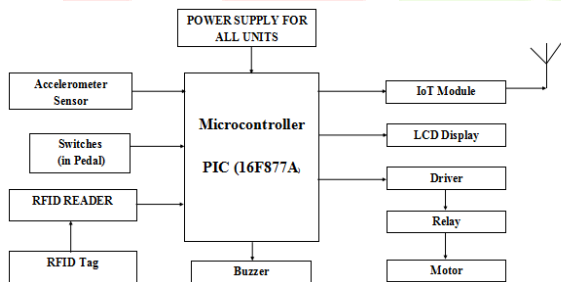 POWER SUPPLY FOR
ALL UNITS
Accelerometer
Sensor
Switches
(in Pedal)
RFID READER
RFID Tag
Microcontroller
PIC (16F877A)
Buzzer
IoT Module
LCD Display
Driver
Relay
Motor